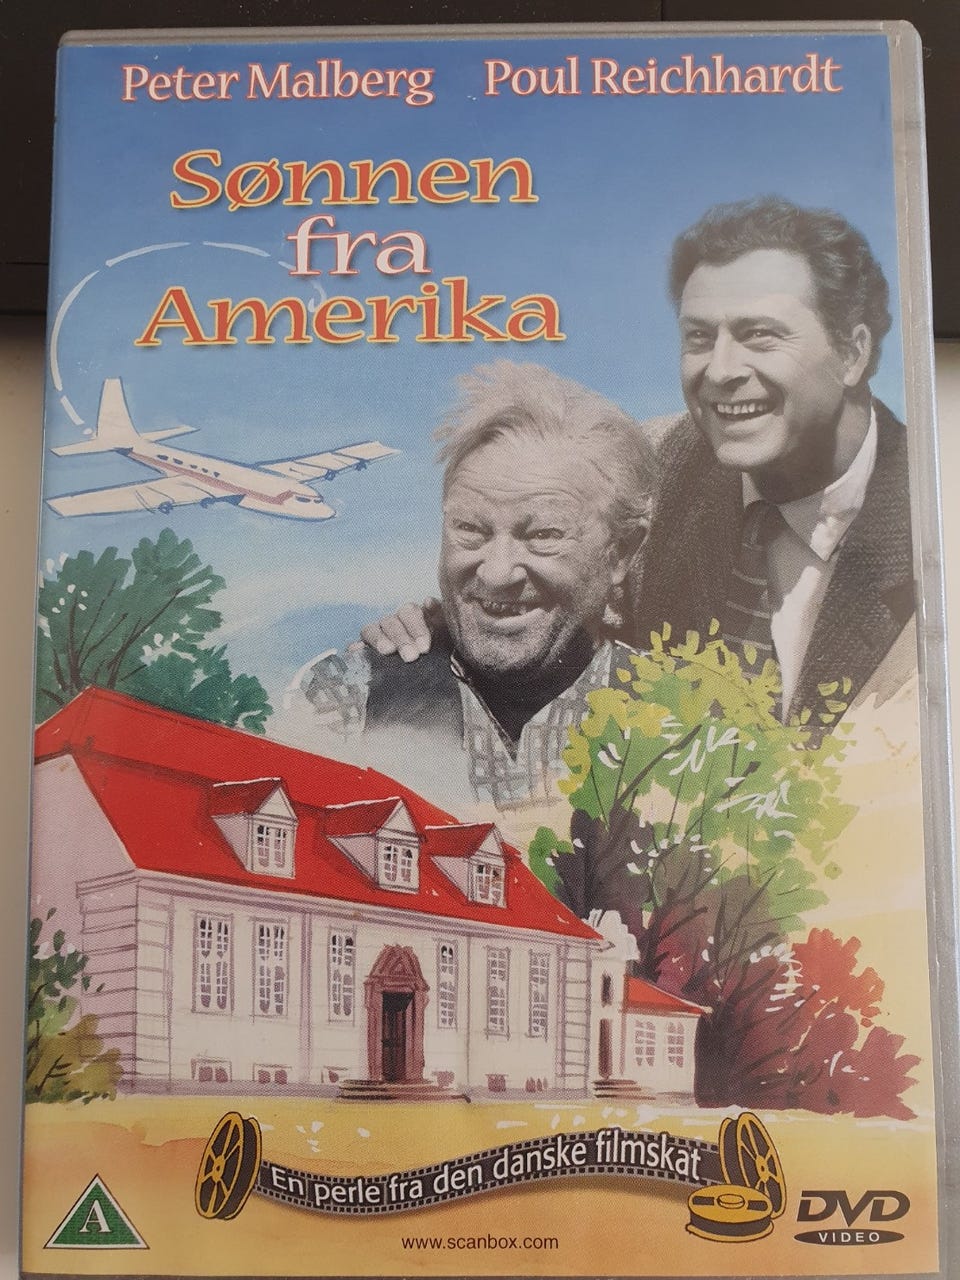 Peter Malberg Poul Reichhardt
Sønnen
fra
Amerika
En perle fra den danske filmskat
A
DVD
VIDEO
www.scanbox.com